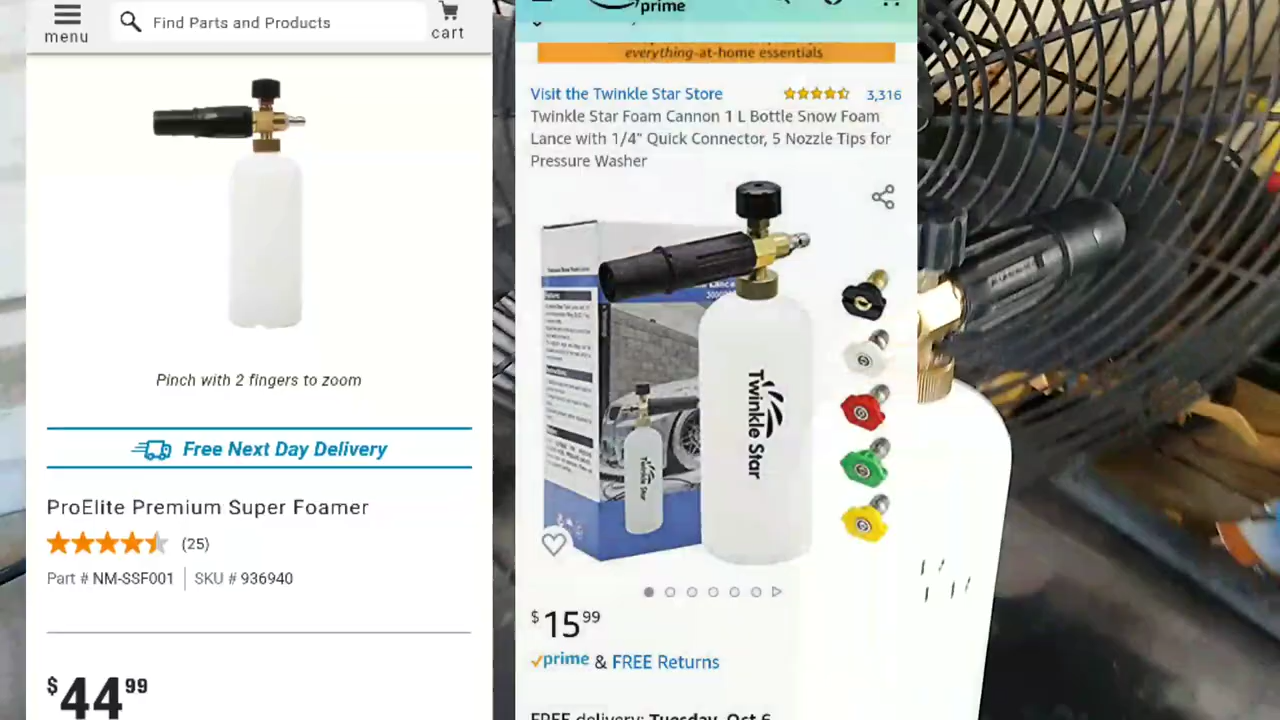 menu
Find Parts and Products
cart
Pinch with 2 fingers to zoom
Free Next Day Delivery
ProElite Premium Super Foamer
(25)
Part # NM-SSF001 | SKU # 936940
$44 99
prime
everything-at-home essentials
Visit the Twinkle Star Store
3,316
Twinkle Star Foam Cannon 1 L Bottle Snow Foam
Lance with 1/4" Quick Connector, 5 Nozzle Tips for
Pressure Washer
Twinkle Star
Twinkle Star
$15 99
prime & FREE Returns
FREE delivery: Tuesday, Oct 6